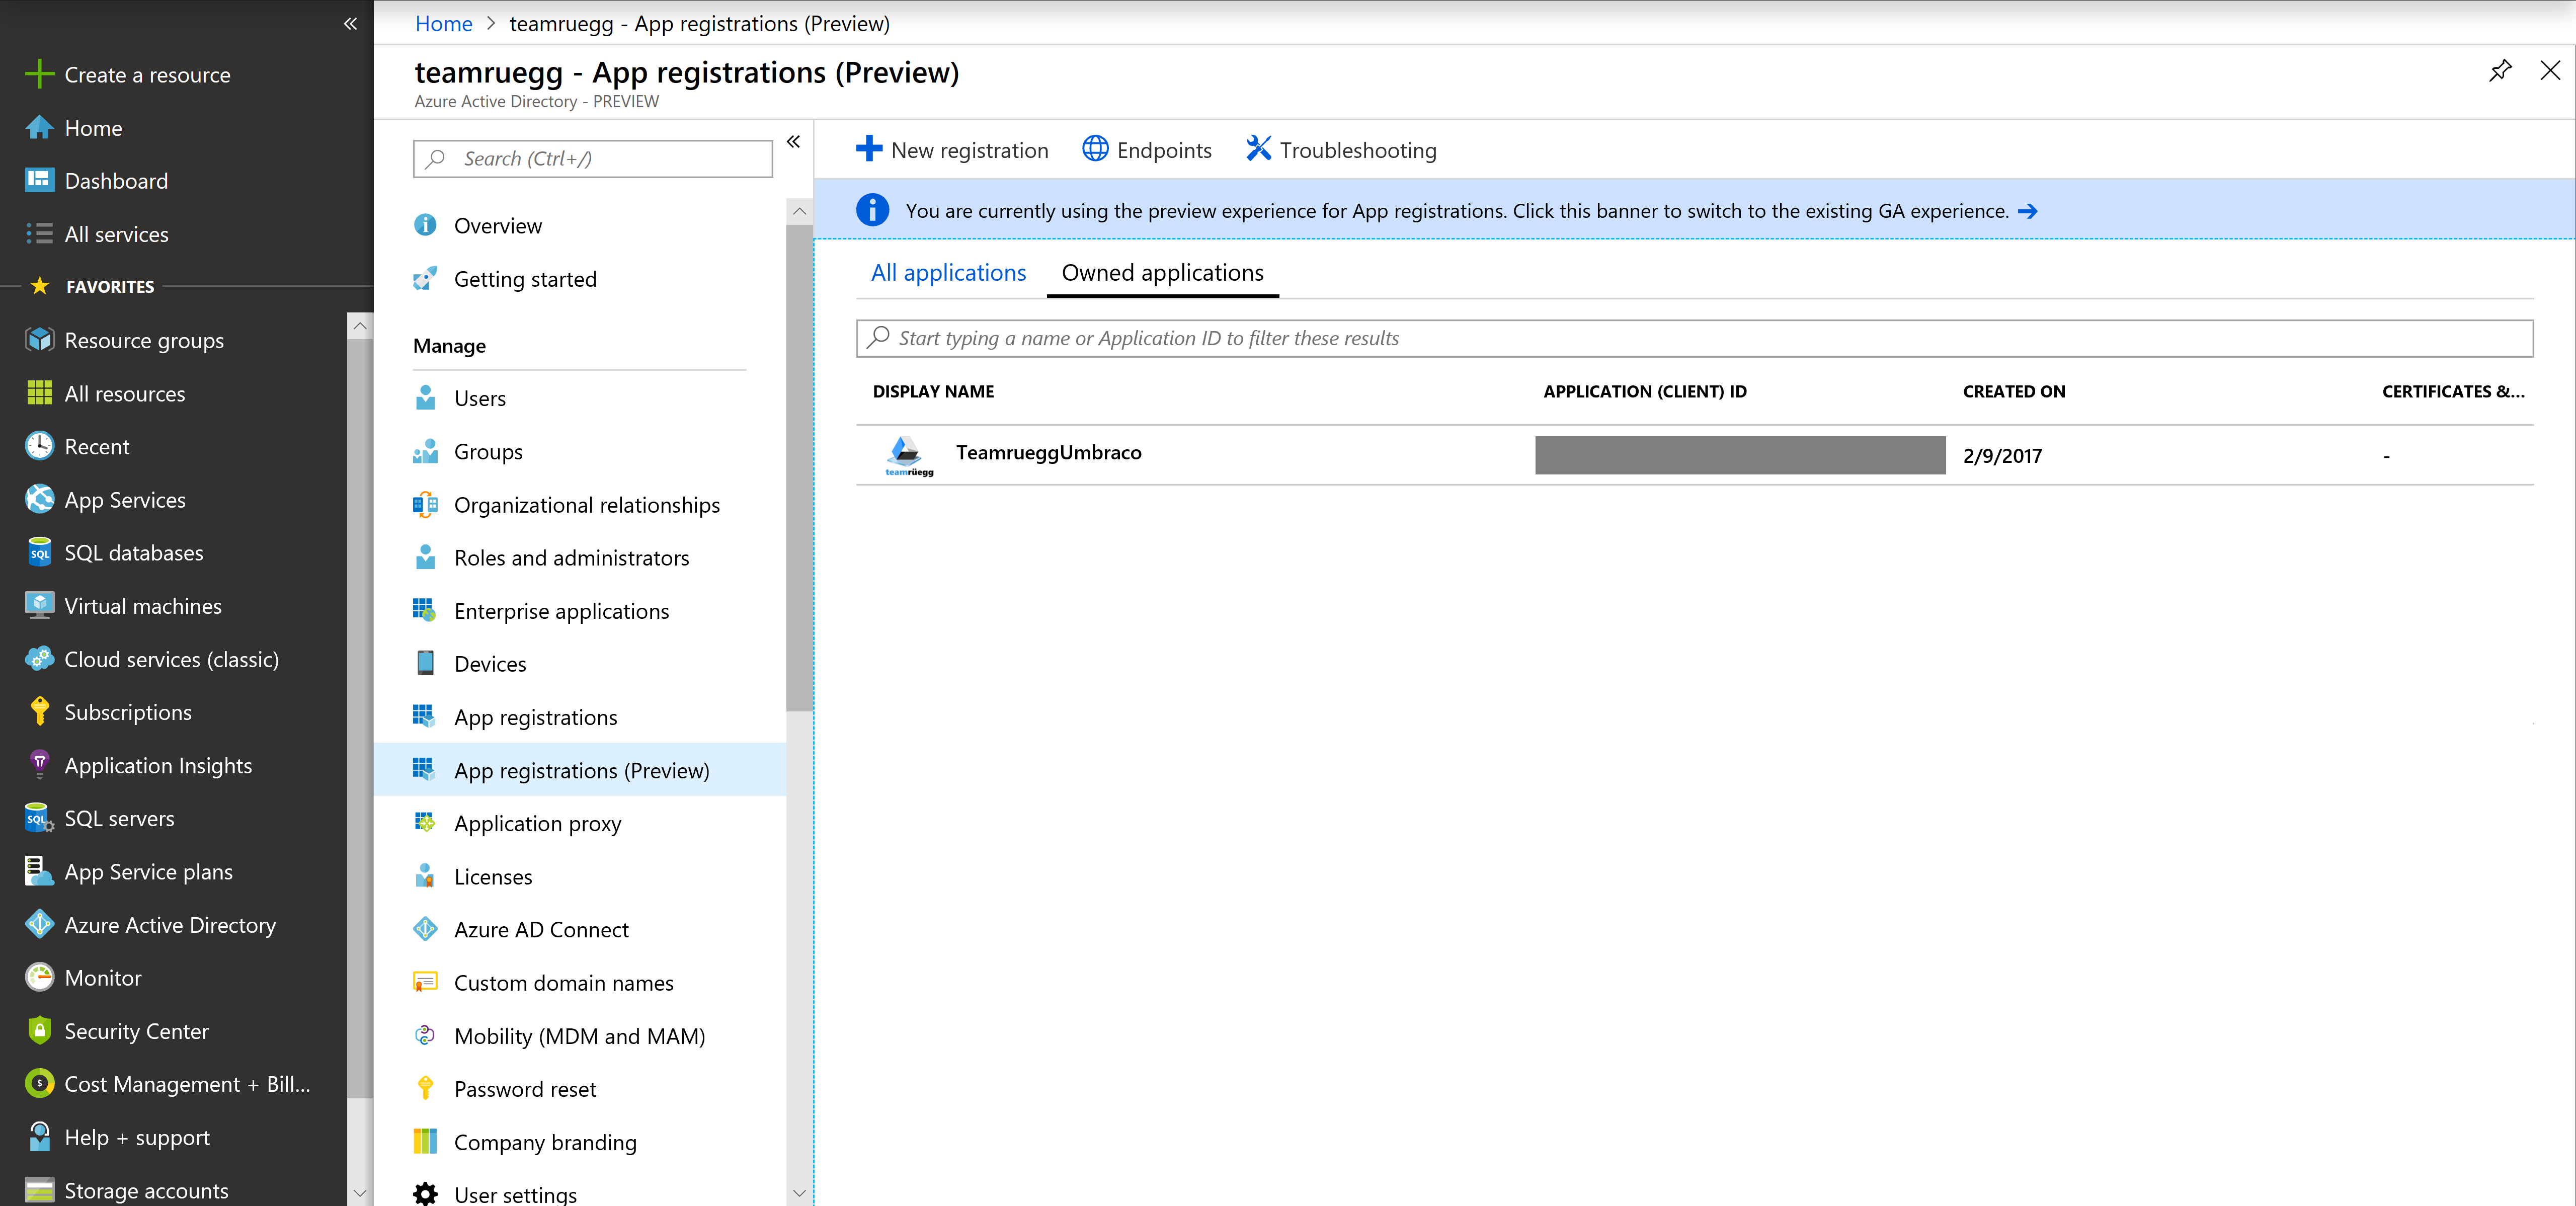 Create a resource
Home
Dashboard
All services
FAVORITES
Resource groups
All resources
Recent
App Services
SQL databases
Virtual machines
Cloud services (classic)
Subscriptions
Application Insights
SQL servers
App Service plans
Azure Active Directory
Monitor
Security Center
Cost Management + Bill...
Help + support
Storage accounts
Home > teamruegg - App registrations (Preview)
teamruegg - App registrations (Preview)
Azure Active Directory - PREVIEW
Search (Ctrl+/)
Overview
Getting started
Manage
Users
Groups
Organizational relationships
Roles and administrators
Enterprise applications
Devices
App registrations
App registrations (Preview)
Application proxy
Licenses
Azure AD Connect
Custom domain names
Mobility (MDM and MAM)
Password reset
Company branding
User settings
New registration Endpoints Troubleshooting
You are currently using the preview experience for App registrations. Click this banner to switch to the existing GA experience.
All applications Owned applications
Start typing a name or Application ID to filter these results
DISPLAY NAME APPLICATION (CLIENT) ID CREATED ON CERTIFICATES &...
teamrüegg TeamrueggUmbraco 2/9/2017 -